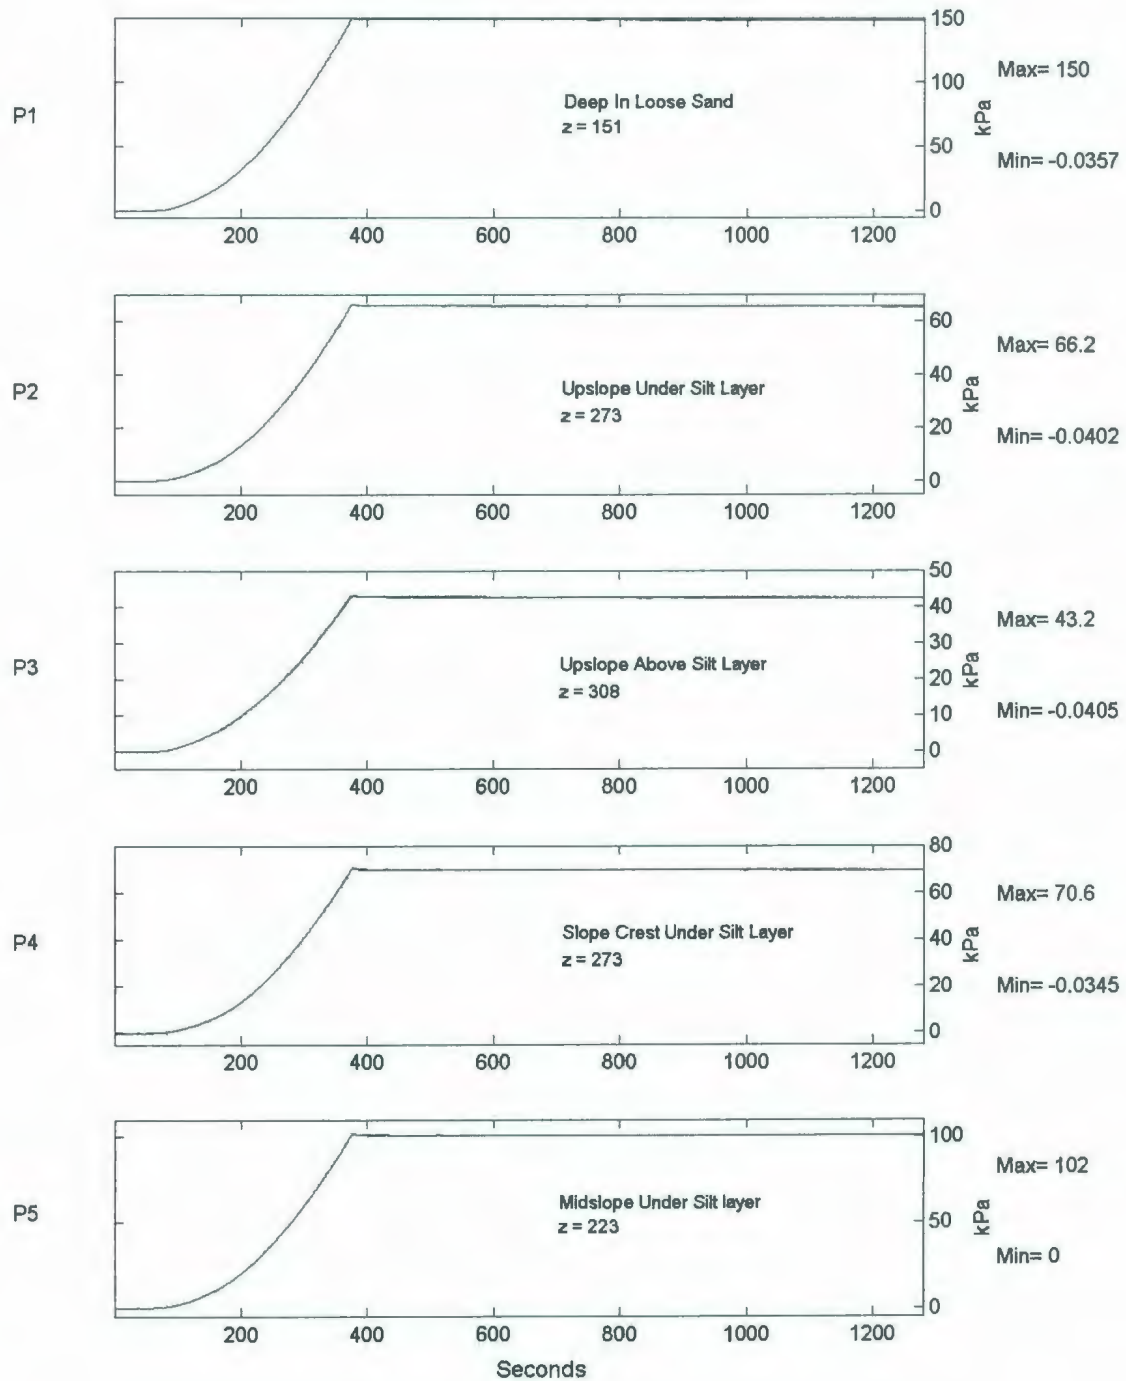 P1
150
100
50
0
kPa
Max= 150
Min= -0.0357
Deep In Loose Sand
z = 151
200 400 600 800 1000 1200
P2
60
40
20
0
kPa
Max= 66.2
Min= -0.0402
Upslope Under Silt Layer
z = 273
200 400 600 800 1000 1200
P3
50
40
30
20
10
0
kPa
Max= 43.2
Min= -0.0405
Upslope Above Silt Layer
z = 308
200 400 600 800 1000 1200
P4
80
60
40
20
0
kPa
Max= 70.6
Min= -0.0345
Slope Crest Under Silt Layer
z = 273
200 400 600 800 1000 1200
P5
100
50
0
kPa
Max= 102
Min= 0
Midslope Under Silt layer
z = 223
200 400 600 800 1000 1200
Seconds